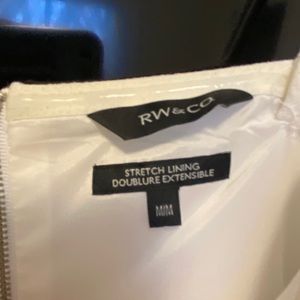 RW&CO.
STRETCH LINING
DOUBLURE EXTENSIBLE
M/M